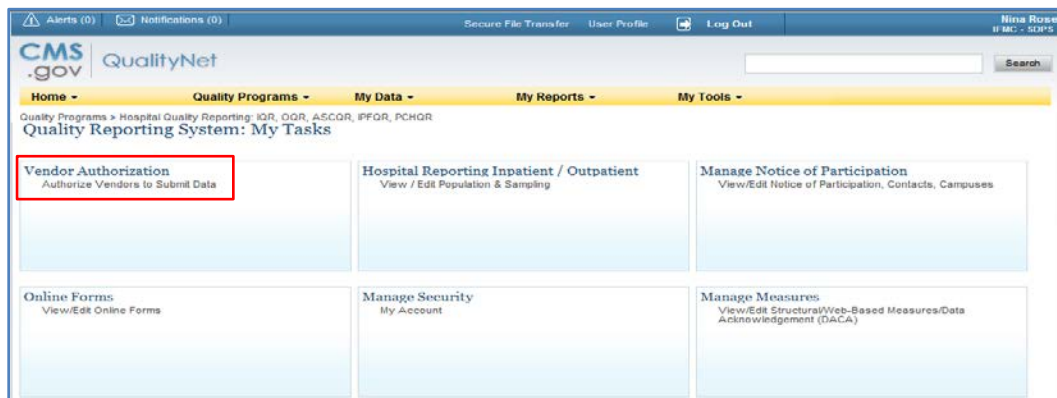 Alerts (0) Notifications (0) Secure File Transfer User Profile Log Out Nina Rose
IFMC - SDPS
CMS
.gov QualityNet Search
Home Quality Programs My Data My Reports My Tools
Quality Programs > Hospital Quality Reporting: IQR, OQR, ASCQR, IPFQR, PCHQR
Quality Reporting System: My Tasks
Vendor Authorization Hospital Reporting Inpatient / Outpatient Manage Notice of Participation
Authorize Vendors to Submit Data View / Edit Population & Sampling View/Edit Notice of Participation, Contacts, Campuses
Online Forms Manage Security Manage Measures
View/Edit Online Forms My Account View/Edit Structural/Web-Based Measures/Data
Acknowledgement (DACA)